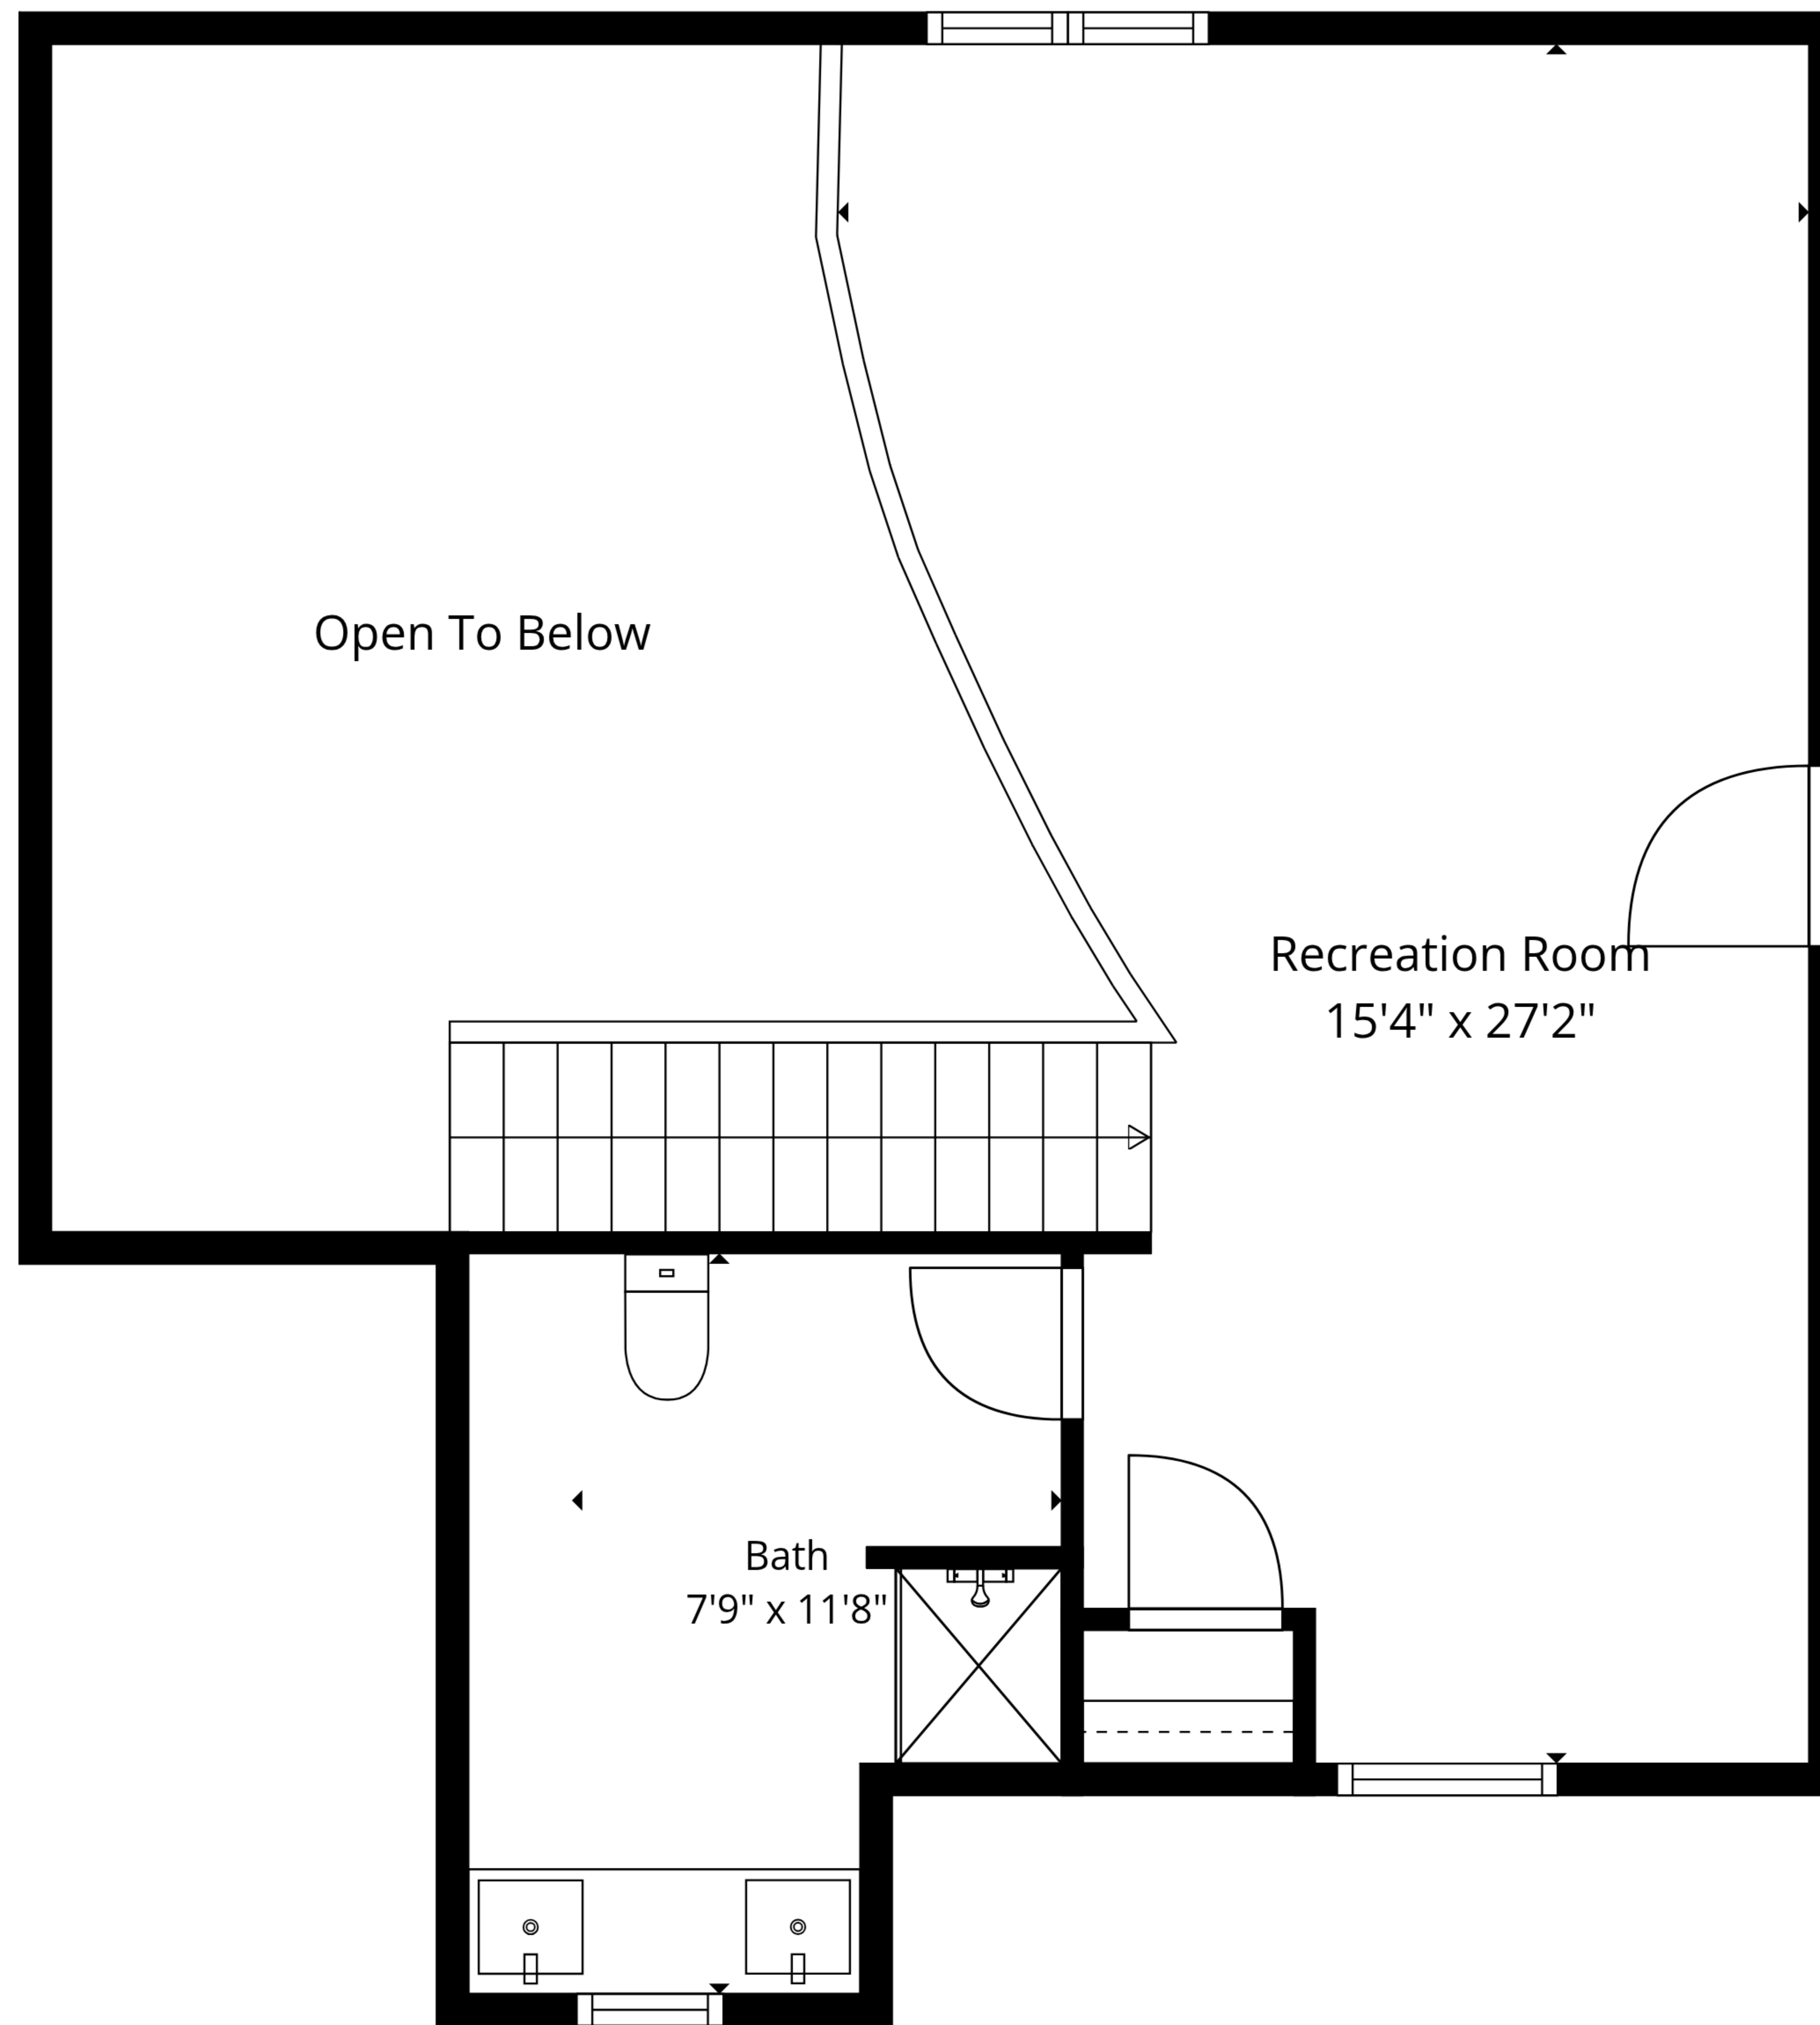 Open To Below
Recreation Room
15'4" x 27'2"
Bath
7'9" x 11'8"